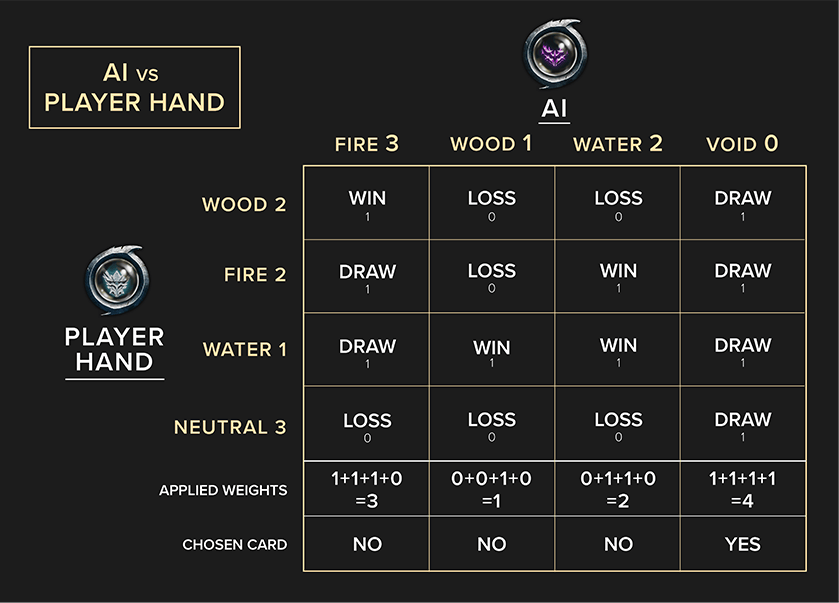 AI vs
PLAYER HAND
AI
FIRE 3 WOOD 1 WATER 2 VOID 0
WOOD 2 WIN LOSS LOSS DRAW
1 0 0 1
FIRE 2 DRAW LOSS WIN DRAW
1 0 1 1
PLAYER
HAND
WATER 1 DRAW WIN WIN DRAW
1 1 1 1
NEUTRAL 3 LOSS LOSS LOSS DRAW
0 0 0 1
APPLIED WEIGHTS 1+1+1+0 0+0+1+0 0+1+1+0 1+1+1+1
=3 =1 =2 =4
CHOSEN CARD NO NO NO YES